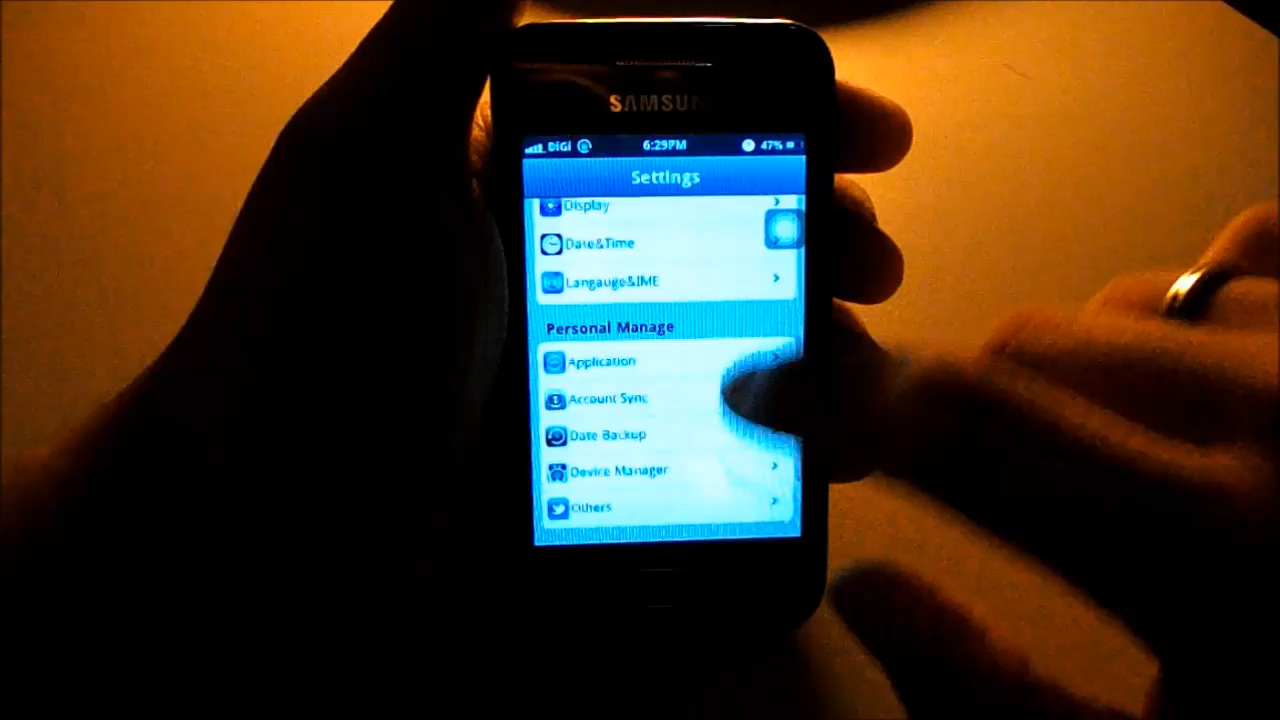 SAMSUNG
DiGi 6:29PM 47%
Settings
Display
Date&Time
Langauge&IME
Personal Manage
Application
Account Sync
Date Backup
Device Manager
Others